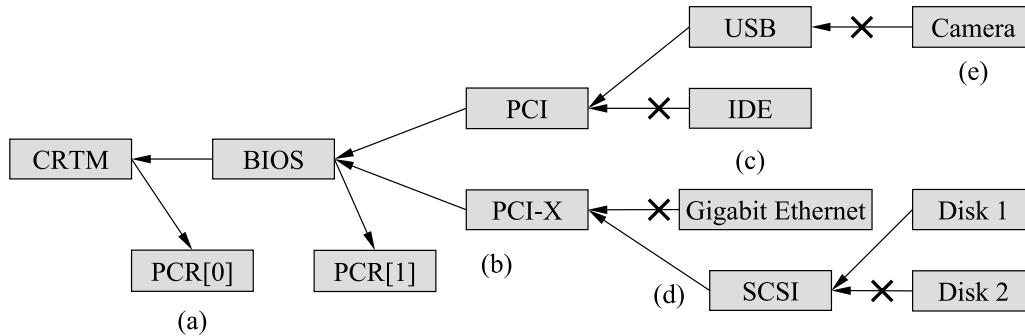 USB
Camera
(e)
PCI
IDE
(c)
CRTM
BIOS
PCI-X
Gigabit Ethernet
Disk 1
(b)
PCR[0]
PCR[1]
(d)
SCSI
Disk 2
(a)